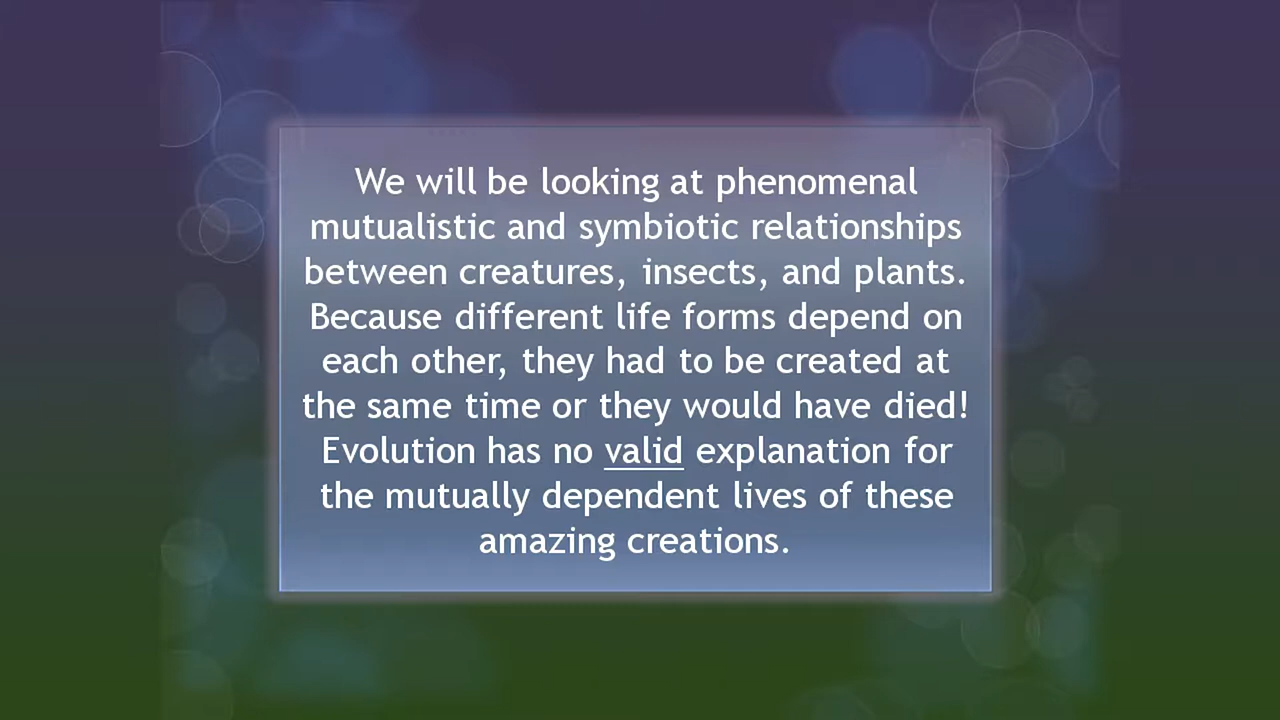 We will be looking at phenomenal
mutualistic and symbiotic relationships
between creatures, insects, and plants.
Because different life forms depend on
each other, they had to be created at
the same time or they would have died!
Evolution has no valid explanation for
the mutually dependent lives of these
amazing creations.